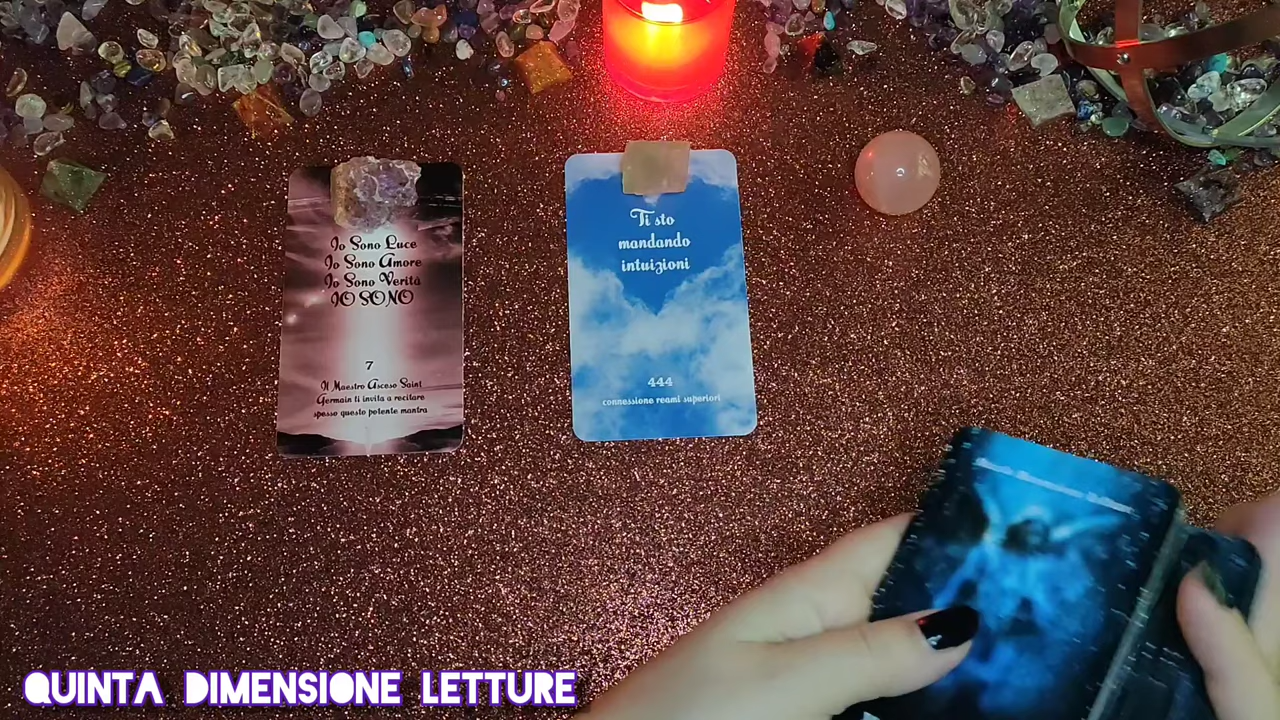 Io Sono Luce
Io Sono Amore
Io Sono Verità
IO SONO
7
Il Maestro Asceso Saint
Germain ti invita a recitare
spesso questo potente mantra
Ti sto
mandando
intuizioni
444
connessione reami superiori
QUINTA DIMENSIONE LETTURE